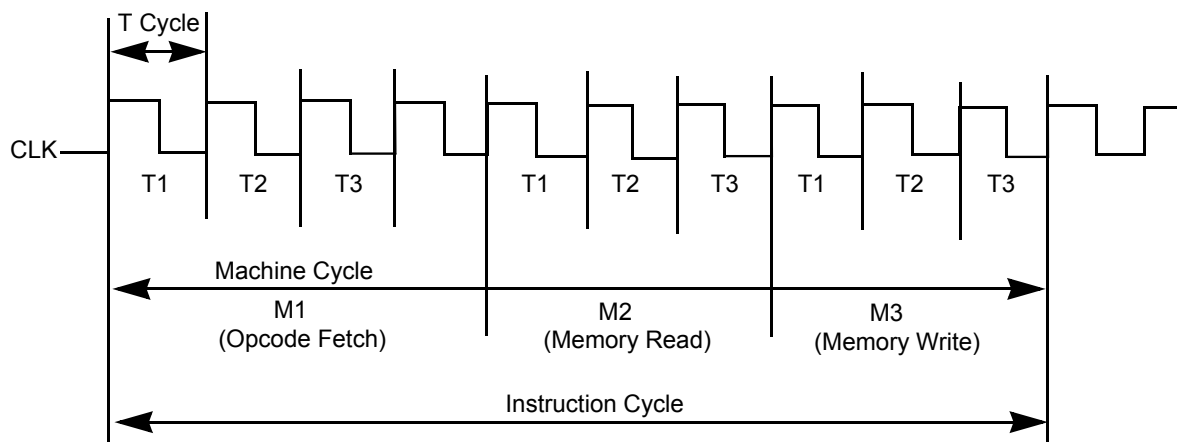 T Cycle
CLK
T1 T2 T3 T1 T2 T3 T1 T2 T3
Machine Cycle
M1 M2 M3
(Opcode Fetch) (Memory Read) (Memory Write)
Instruction Cycle